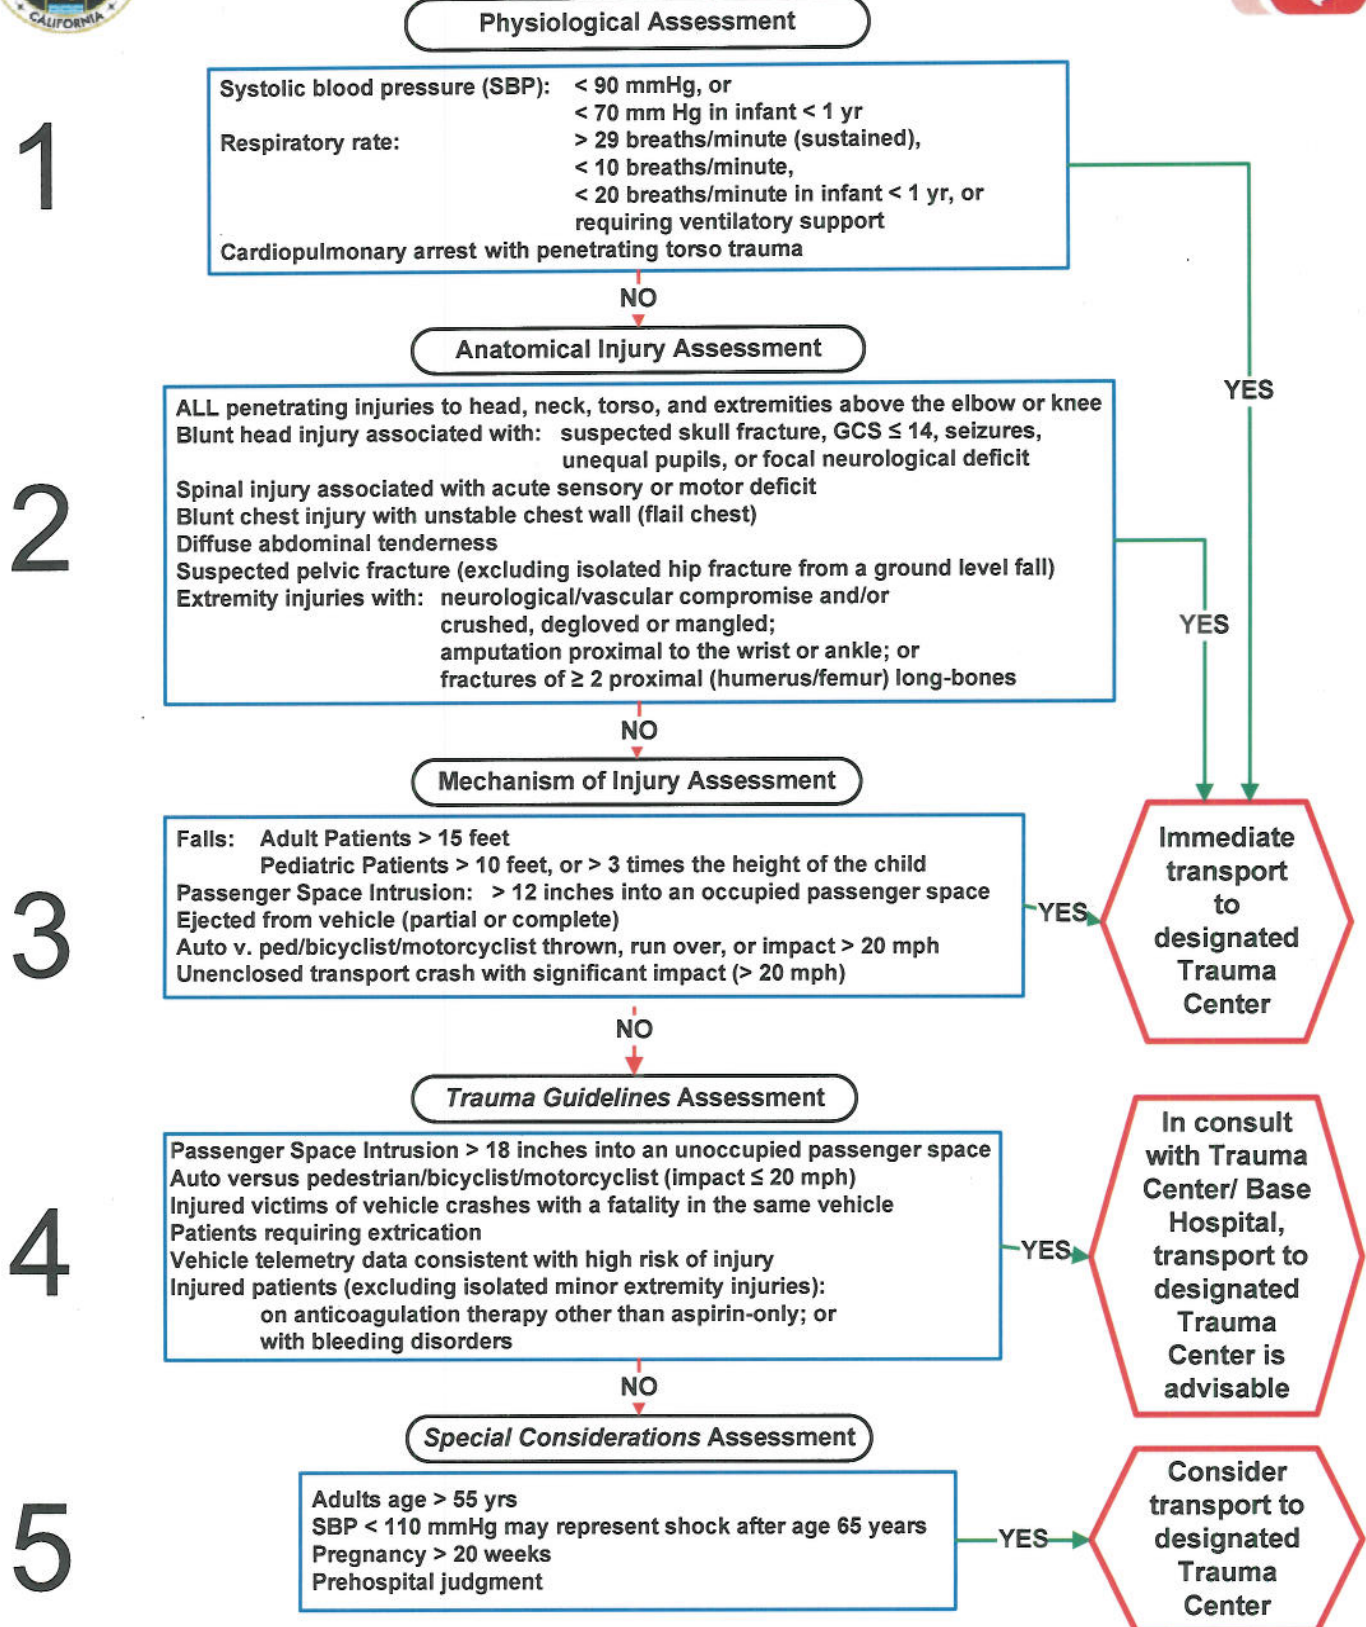 CALIFORNIA
Physiological Assessment
1
Systolic blood pressure (SBP): < 90 mmHg, or
< 70 mm Hg in infant < 1 yr
Respiratory rate: > 29 breaths/minute (sustained),
< 10 breaths/minute,
< 20 breaths/minute in infant < 1 yr, or
requiring ventilatory support
Cardiopulmonary arrest with penetrating torso trauma
NO
YES
Anatomical Injury Assessment
2
ALL penetrating injuries to head, neck, torso, and extremities above the elbow or knee
Blunt head injury associated with: suspected skull fracture, GCS ≤ 14, seizures,
unequal pupils, or focal neurological deficit
Spinal injury associated with acute sensory or motor deficit
Blunt chest injury with unstable chest wall (flail chest)
Diffuse abdominal tenderness
Suspected pelvic fracture (excluding isolated hip fracture from a ground level fall)
Extremity injuries with: neurological/vascular compromise and/or
crushed, degloved or mangled;
amputation proximal to the wrist or ankle; or
fractures of ≥ 2 proximal (humerus/femur) long-bones
YES
NO
Mechanism of Injury Assessment
3
Falls: Adult Patients > 15 feet
Pediatric Patients > 10 feet, or > 3 times the height of the child
Passenger Space Intrusion: > 12 inches into an occupied passenger space
Ejected from vehicle (partial or complete)
Auto v. ped/bicyclist/motorcyclist thrown, run over, or impact > 20 mph
Unenclosed transport crash with significant impact (> 20 mph)
YES
Immediate
transport
to
designated
Trauma
Center
NO
Trauma Guidelines Assessment
4
Passenger Space Intrusion > 18 inches into an unoccupied passenger space
Auto versus pedestrian/bicyclist/motorcyclist (impact ≤ 20 mph)
Injured victims of vehicle crashes with a fatality in the same vehicle
Patients requiring extrication
Vehicle telemetry data consistent with high risk of injury
Injured patients (excluding isolated minor extremity injuries):
on anticoagulation therapy other than aspirin-only; or
with bleeding disorders
YES
In consult
with Trauma
Center/ Base
Hospital,
transport to
designated
Trauma
Center is
advisable
NO
Special Considerations Assessment
5
Adults age > 55 yrs
SBP < 110 mmHg may represent shock after age 65 years
Pregnancy > 20 weeks
Prehospital judgment
YES
Consider
transport to
designated
Trauma
Center